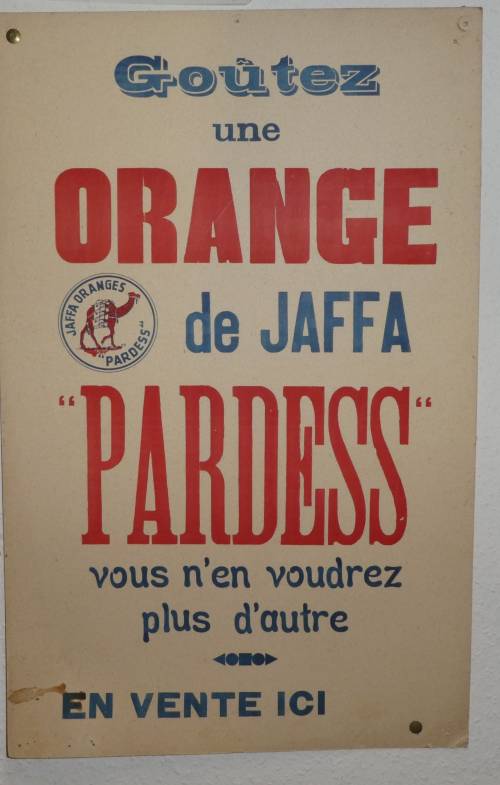 Goûtez
une
ORANGE
JAFFA ORANGES
"PARDESS"
de JAFFA
"PARDESS"
vous n'en voudrez
plus d'autre
EN VENTE ICI